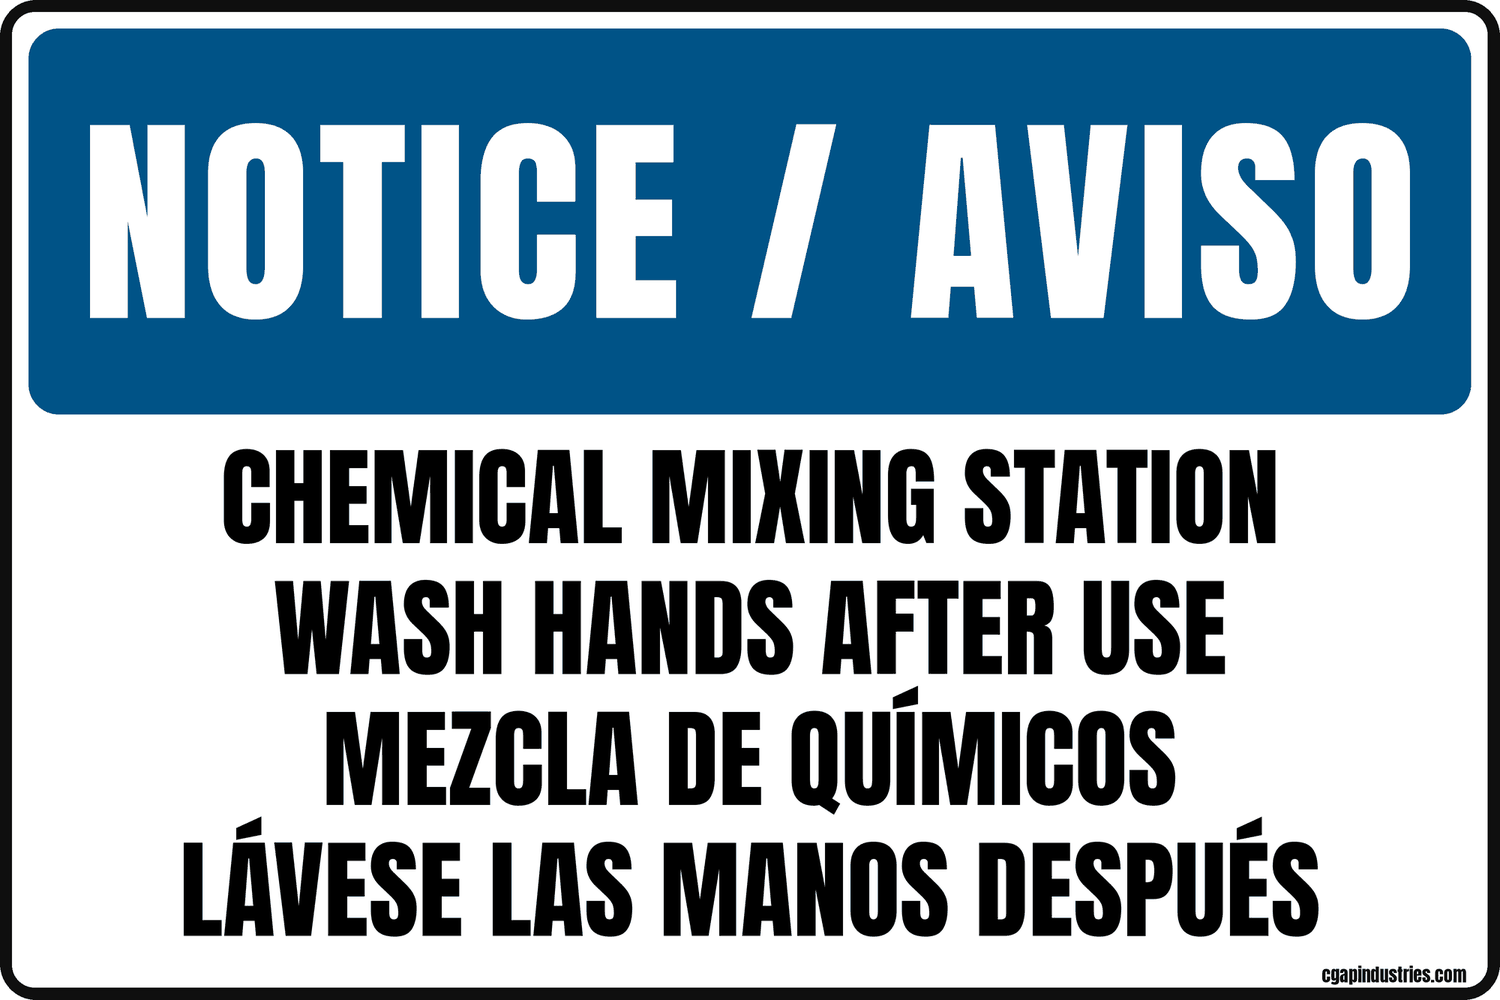 NOTICE / AVISO
CHEMICAL MIXING STATION
WASH HANDS AFTER USE
MEZCLA DE QUÍMICOS
LÁVESE LAS MANOS DESPUÉS
cgapindustries.com